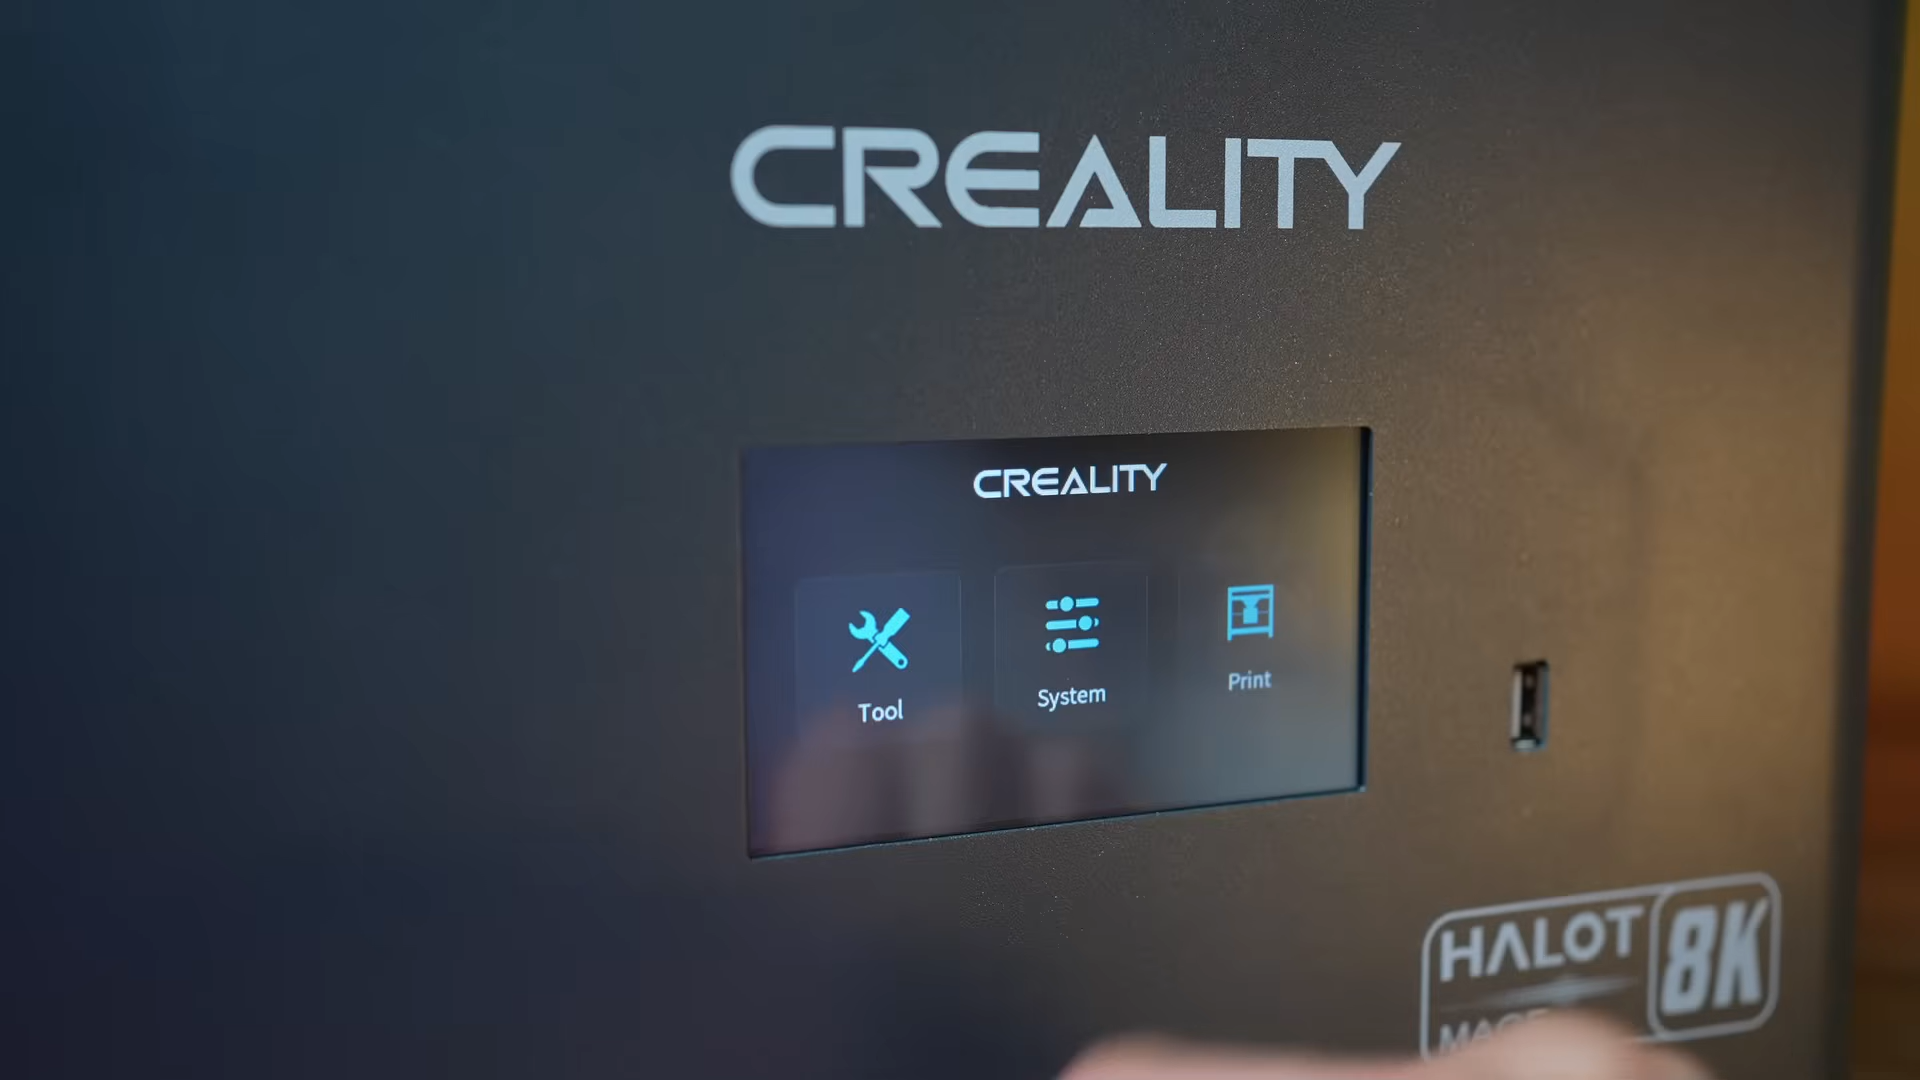 CREALITY
CREALITY
Tool
System
Print
HALOT
8K